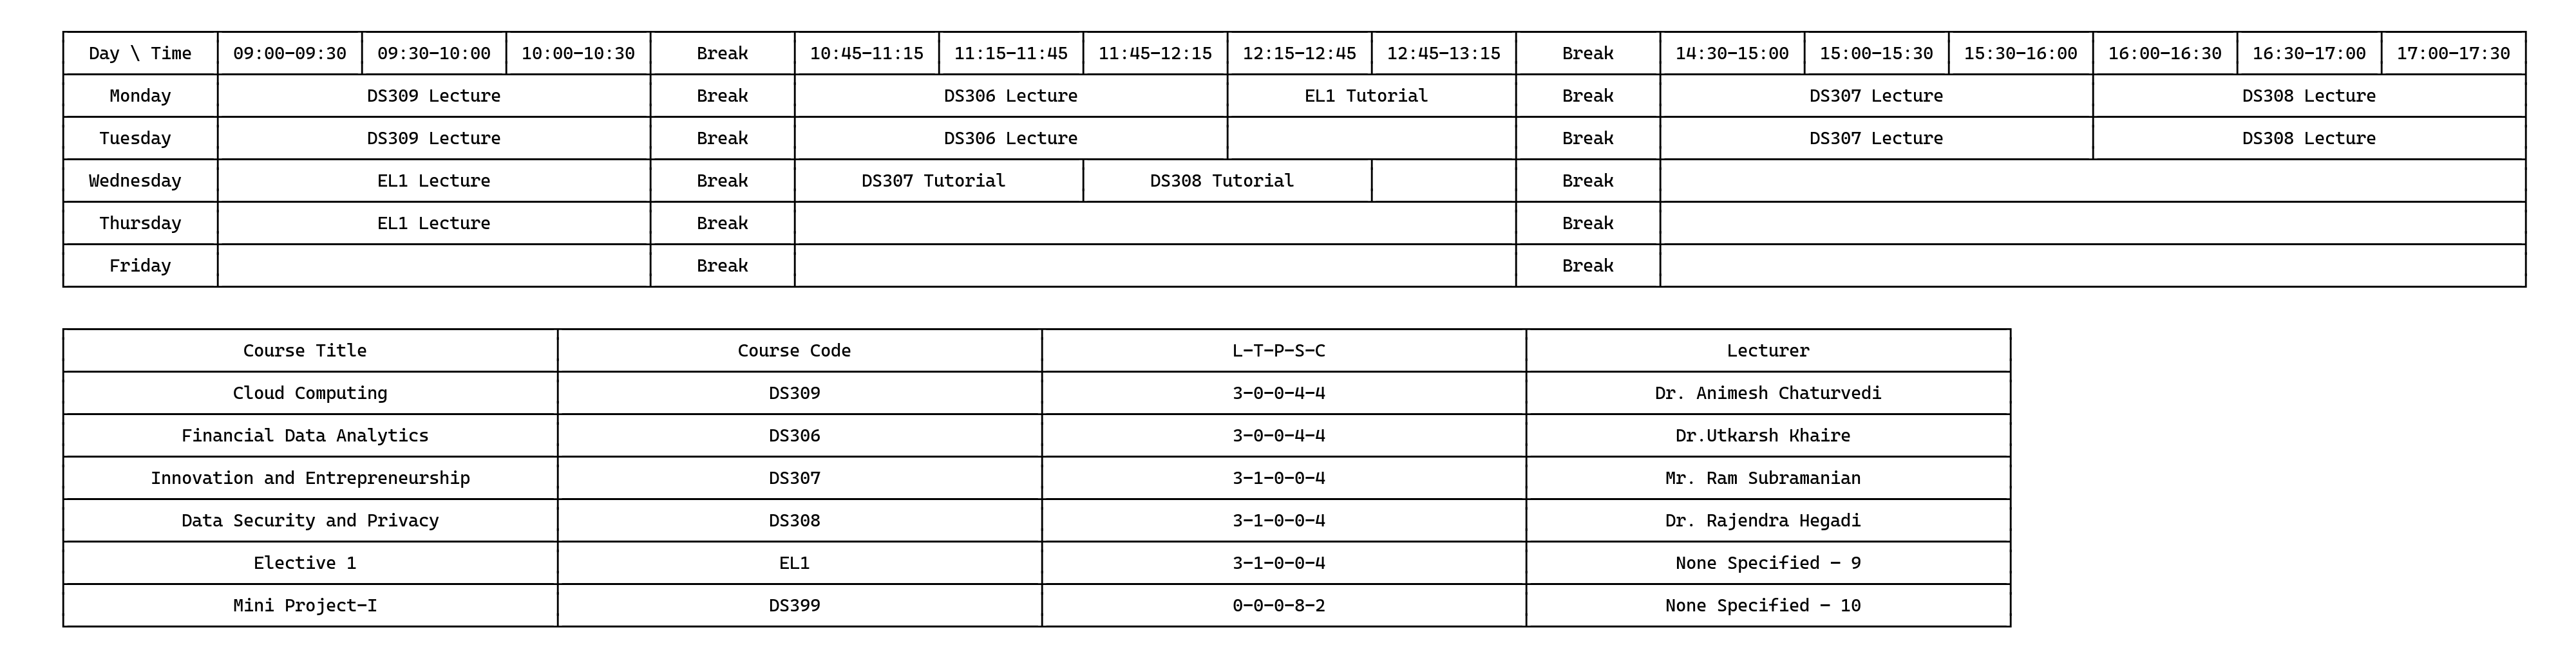 Day \ Time 09:00-09:30 09:30-10:00 10:00-10:30 Break 10:45-11:15 11:15-11:45 11:45-12:15 12:15-12:45 12:45-13:15 Break 14:30-15:00 15:00-15:30 15:30-16:00 16:00-16:30 16:30-17:00 17:00-17:30
Monday DS309 Lecture Break DS306 Lecture EL1 Tutorial Break DS307 Lecture DS308 Lecture
Tuesday DS309 Lecture Break DS306 Lecture Break DS307 Lecture DS308 Lecture
Wednesday EL1 Lecture Break DS307 Tutorial DS308 Tutorial Break
Thursday EL1 Lecture Break Break
Friday Break Break
Course Title Course Code L-T-P-S-C Lecturer
Cloud Computing DS309 3-0-0-4-4 Dr. Animesh Chaturvedi
Financial Data Analytics DS306 3-0-0-4-4 Dr.Utkarsh Khaire
Innovation and Entrepreneurship DS307 3-1-0-0-4 Mr. Ram Subramanian
Data Security and Privacy DS308 3-1-0-0-4 Dr. Rajendra Hegadi
Elective 1 EL1 3-1-0-0-4 None Specified - 9
Mini Project-I DS399 0-0-0-8-2 None Specified - 10